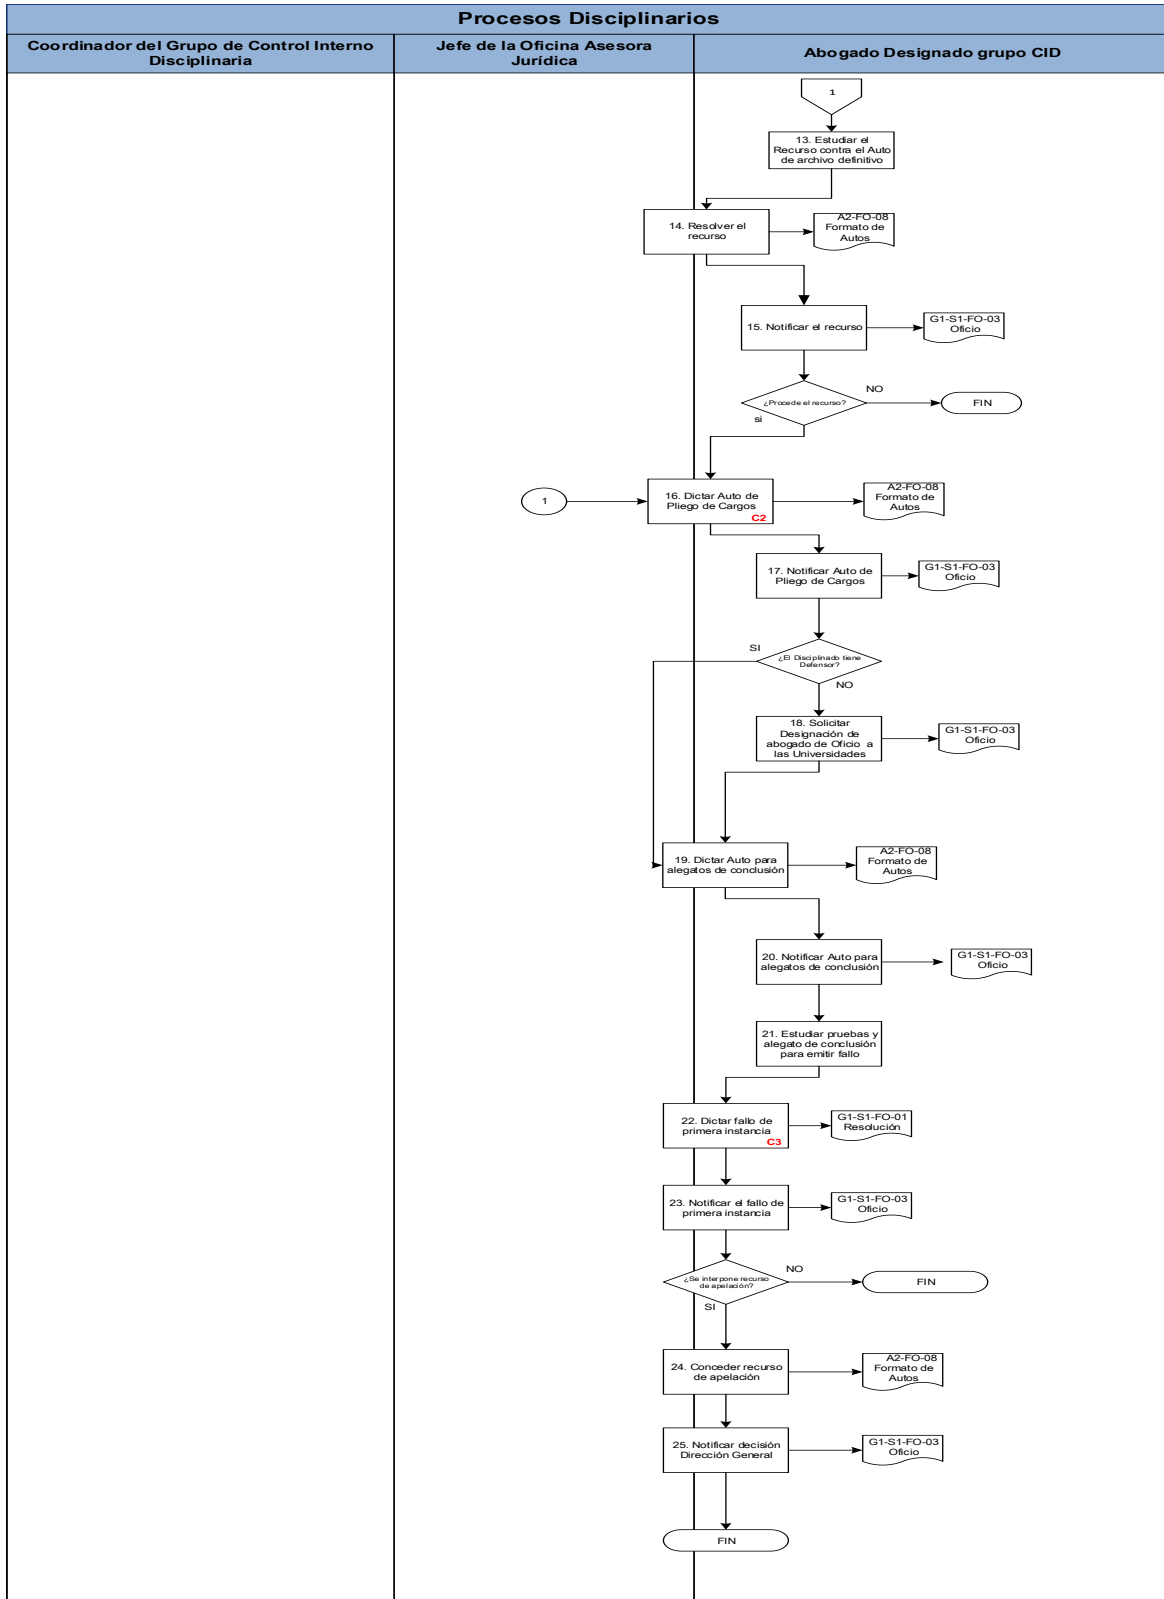 Procesos Disciplinarios
Coordinador del Grupo de Control Interno
Disciplinaria
Jefe de la Oficina Asesora
Jurídica
Abogado Designado grupo CID
1
13. Estudiar el
Recurso contra el Auto
de archivo definitivo
14. Resolver el
recurso
A2-FO-08
Formato de
Autos
15. Notificar el recurso
G1-S1-FO-03
Oficio
¿Procede el recurso?
NO
FIN
si
1
16. Dictar Auto de
Pliego de Cargos
C2
A2-FO-08
Formato de
Autos
17. Notificar Auto de
Pliego de Cargos
G1-S1-FO-03
Oficio
SI
¿El Disciplinado tiene
Defensor?
NO
18. Solicitar
Designación de
abogado de Oficio a
las Universidades
G1-S1-FO-03
Oficio
19. Dictar Auto para
alegatos de conclusión
A2-FO-08
Formato de
Autos
20. Notificar Auto para
alegatos de conclusión
G1-S1-FO-03
Oficio
21. Estudiar pruebas y
alegato de conclusión
para emitir fallo
22. Dictar fallo de
primera instancia
C3
G1-S1-FO-01
Resolución
23. Notificar el fallo de
primera instancia
G1-S1-FO-03
Oficio
¿Se interpone recurso
de apelación?
NO
FIN
SI
24. Conceder recurso
de apelación
A2-FO-08
Formato de
Autos
25. Notificar decisión
Dirección General
G1-S1-FO-03
Oficio
FIN